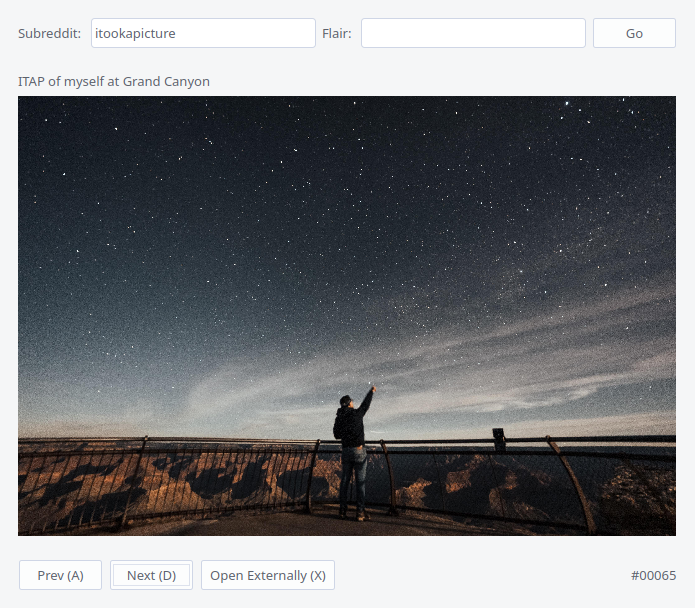 Subreddit: itookapicture Flair: Go
ITAP of myself at Grand Canyon
Prev (A) Next (D) Open Externally (X) #00065